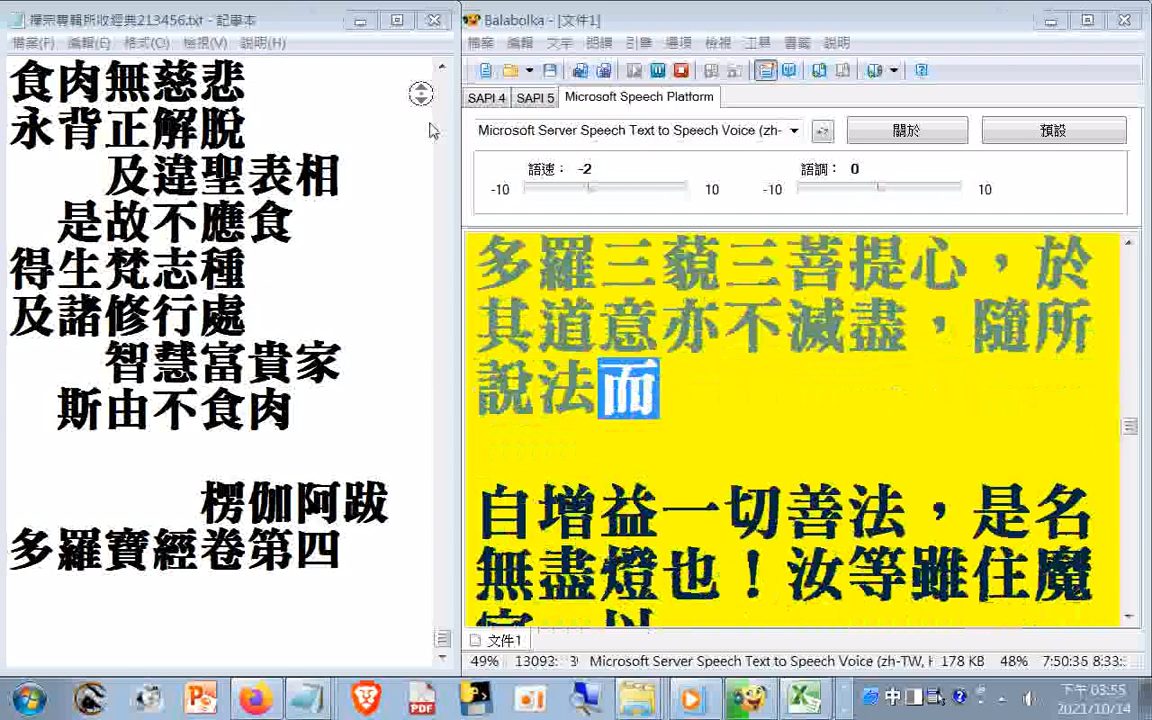 禪宗專輯所收經典213456.txt - 記事本
檔案(F) 編輯(E) 格式(O) 檢視(V) 說明(H)
食肉無慈悲
永背正解脫
及違聖表相
是故不應食
得生梵志種
及諸修行處
智慧富貴家
斯由不食肉
楞伽阿跋
多羅寶經卷第四
Balabolka - [文件1]
檔案 編輯 文字 閱讀 引擎 選項 檢視 工具 書籤 說明
SAPI 4 SAPI 5 Microsoft Speech Platform
Microsoft Server Speech Text to Speech Voice (zh- 關於 預設
語速： -2 語調： 0
-10 10 -10 10
多羅三藐三菩提心，於
其道意亦不滅盡，隨所
說法而
自增益一切善法，是名
無盡燈也！汝等雖住魔
宮，以
文件1
49% 13093: Microsoft Server Speech Text to Speech Voice (zh-TW, H 178 KB 48% 7:50:35 8:33:
中 下午 03:55
2021/10/14